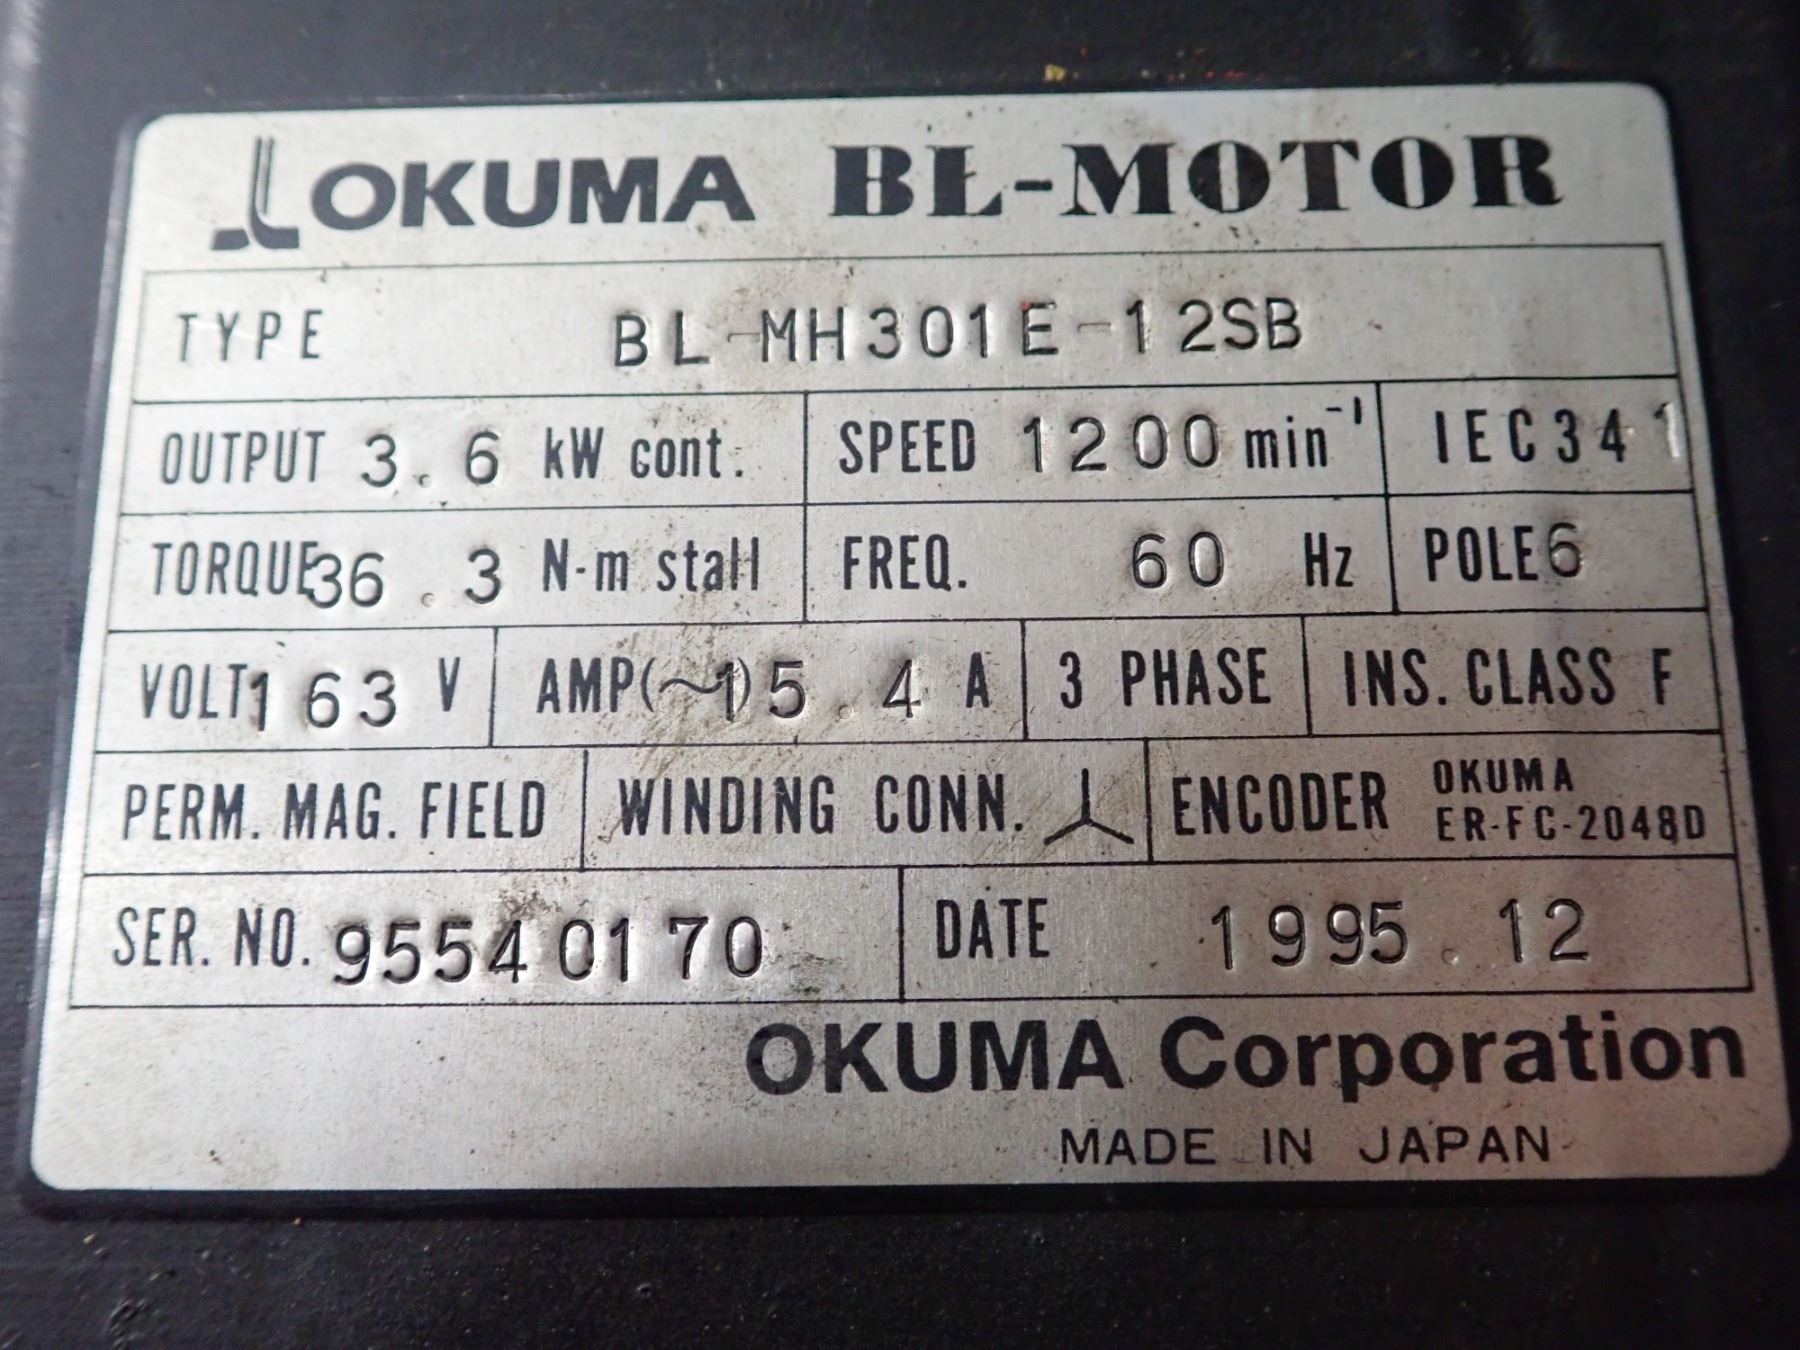 OKUMA BL-MOTOR
TYPE BL-MH301E-12SB
OUTPUT 3.6 kW cont. SPEED 1200 min⁻¹ IEC34 1
TORQUE 36.3 N-m stall FREQ. 60 Hz POLE 6
VOLT 163 V AMP(~) 15.4 A 3 PHASE INS. CLASS F
PERM. MAG. FIELD WINDING CONN. ENCODER OKUMA
ER-FC-2048D
SER. NO. 95540170 DATE 1995.12
OKUMA Corporation
MADE IN JAPAN